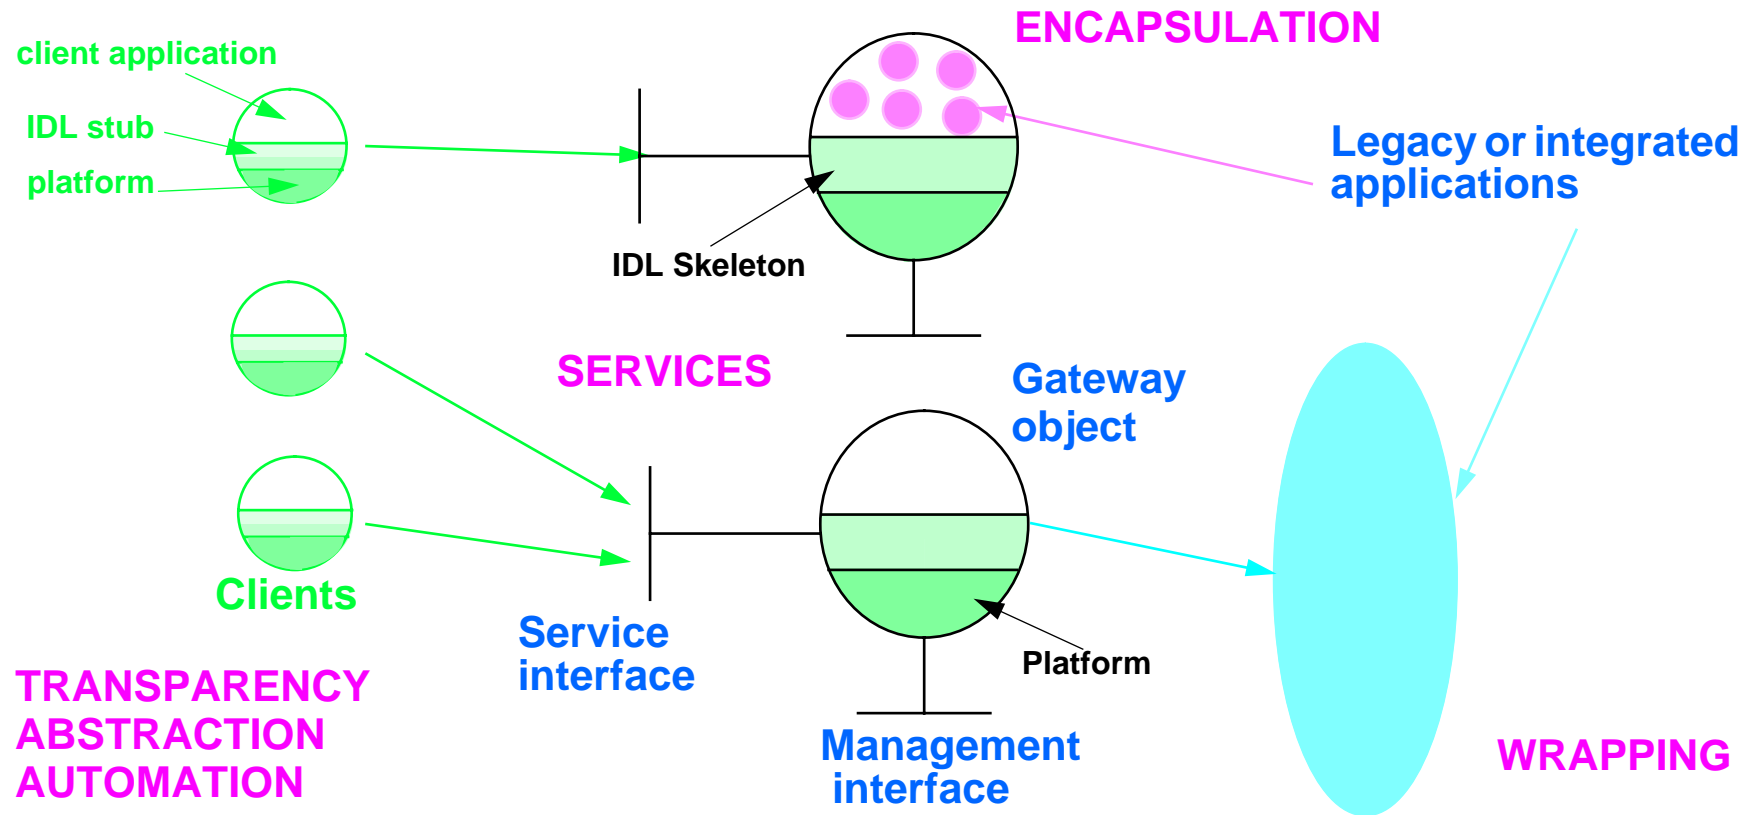 ENCAPSULATION
client application
IDL stub
platform
Legacy or integrated
applications
IDL Skeleton
SERVICES
Gateway
object
Clients
Service
interface
Platform
TRANSPARENCY
ABSTRACTION
AUTOMATION
Management
interface
WRAPPING